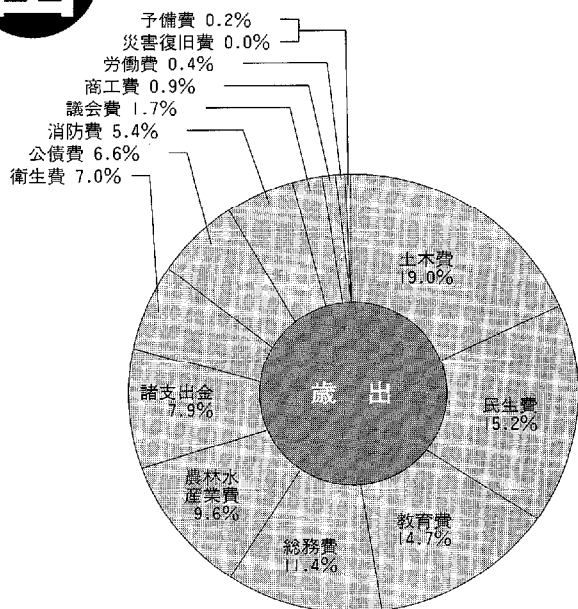 予備費 0.2%
災害復旧費 0.0%
労働費 0.4%
商工費 0.9%
議会費 1.7%
消防費 5.4%
公債費 6.6%
衛生費 7.0%
土木費
19.0%
民生費
15.2%
教育費
14.7%
総務費
11.4%
農林水
産業費
9.6%
諸支出金
7.9%
歳 出